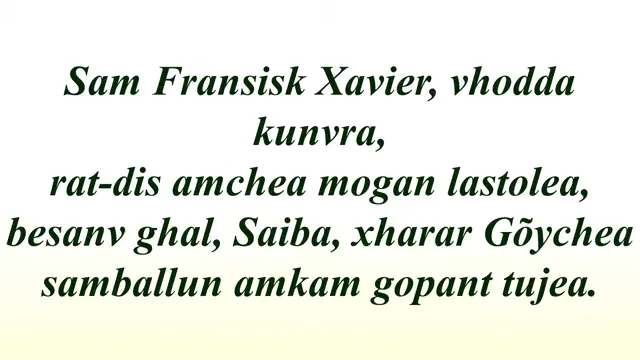 Sam Fransisk Xavier, vhodda
kunvra,
rat-dis amchea mogan lastolea,
besanv ghal, Saiba, xharar Gõychea
samballun amkam gopant tujea.